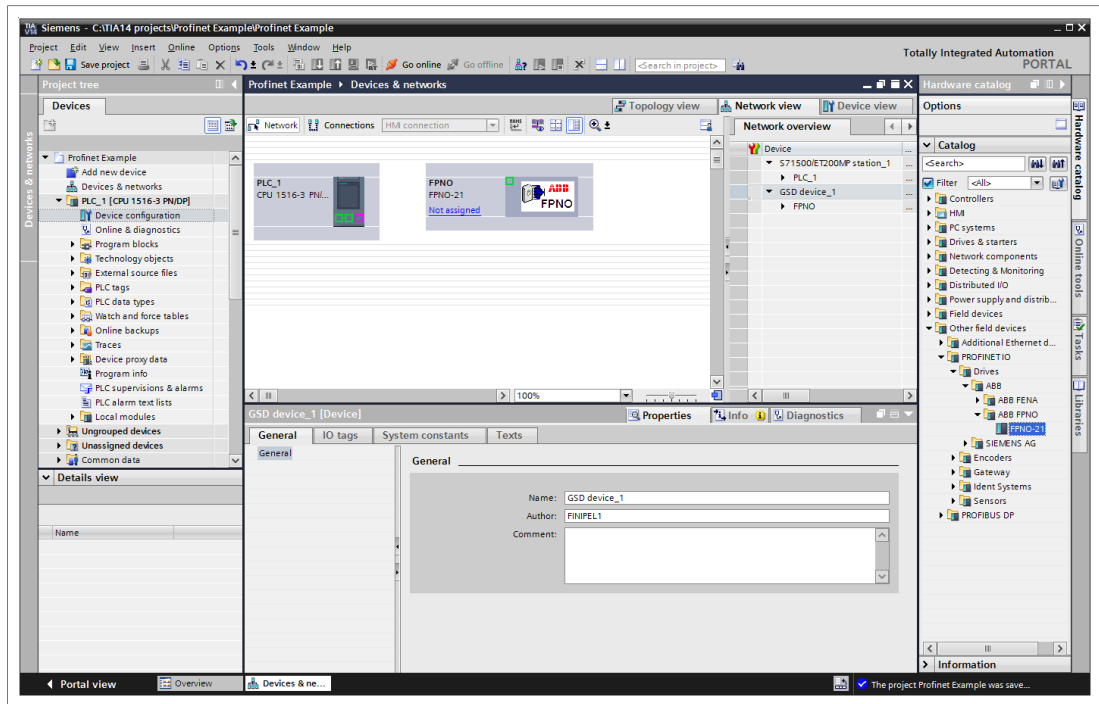 Siemens - C:\TIA14 projects\Profinet Example\Profinet Example
Project Edit View Insert Online Options Tools Window Help
Totally Integrated Automation
PORTAL
Save project
Go online
Go offline
<Search in project>
Project tree
Devices
Profinet Example
Add new device
Devices & networks
PLC_1 [CPU 1516-3 PN/DP]
Device configuration
Online & diagnostics
Program blocks
Technology objects
External source files
PLC tags
PLC data types
Watch and force tables
Online backups
Traces
Device proxy data
Program info
PLC supervisions & alarms
PLC alarm text lists
Local modules
Ungrouped devices
Unassigned devices
Common data
Details view
Name
Devices & networks
Profinet Example
Devices & networks
Topology view
Network view
Device view
Network
Connections
HMI connection
PLC_1
CPU 1516-3 PN/...
FPNO
FPNO-21
Not assigned
ABB
FPNO
100%
Network overview
Device
S71500/ET200MP station_1
PLC_1
GSD device_1
FPNO
GSD device_1 [Device]
Properties
Info
Diagnostics
General
IO tags
System constants
Texts
General
General
Name:
GSD device_1
Author:
FINIPEL1
Comment:
Hardware catalog
Options
Catalog
<Search>
Filter
<All>
Controllers
HMI
PC systems
Drives & starters
Network components
Detecting & Monitoring
Distributed I/O
Power supply and distrib...
Field devices
Other field devices
Additional Ethernet d...
PROFINET IO
Drives
ABB
ABB FENA
ABB FPNO
FPNO-21
SIEMENS AG
Encoders
Gateway
Ident Systems
Sensors
PROFIBUS DP
Information
Hardware catalog
Online tools
Tasks
Libraries
Portal view
Overview
Devices & ne...
The project Profinet Example was save...